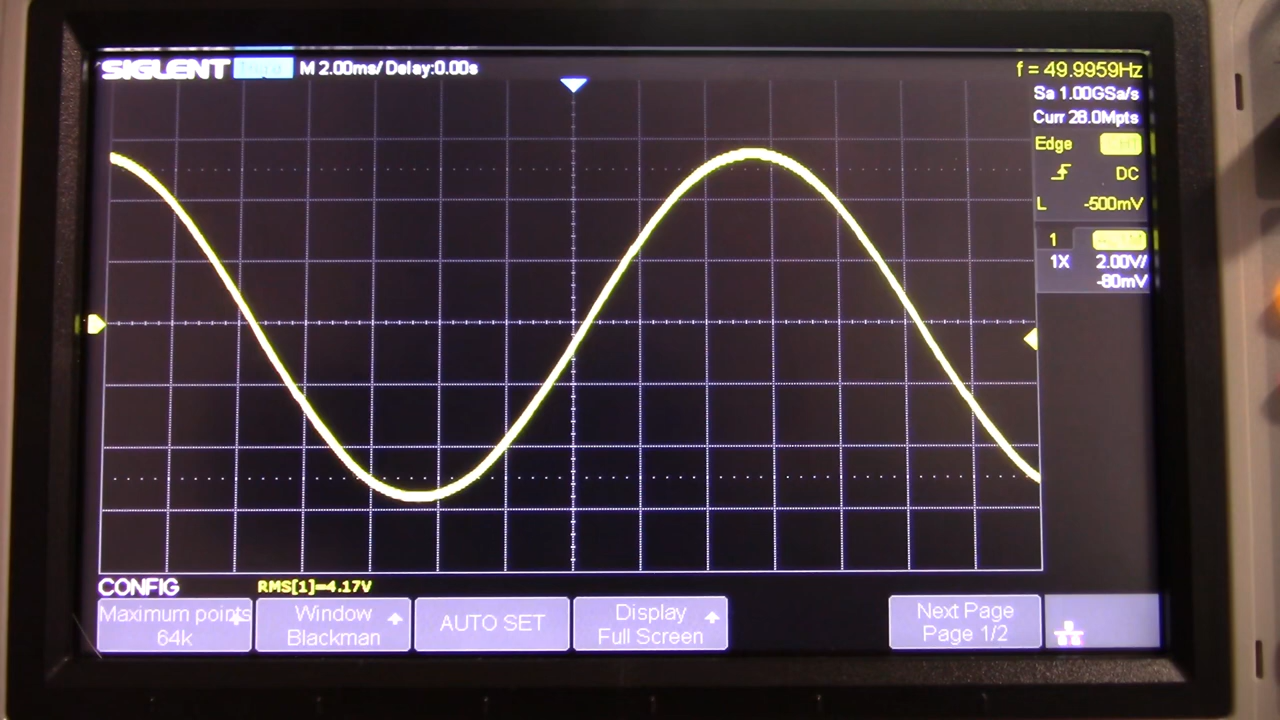 SIGLENT M 2.00ms/ Delay:0.00s
f = 49.9959Hz
Sa 1.00GSa/s
Curr 28.0Mpts
Edge
DC
L -500mV
1
1X 2.00V/
-80mV
CONFIG RMS[1]=4.17V
Maximum points
64k
Window
Blackman
AUTO SET
Display
Full Screen
Next Page
Page 1/2